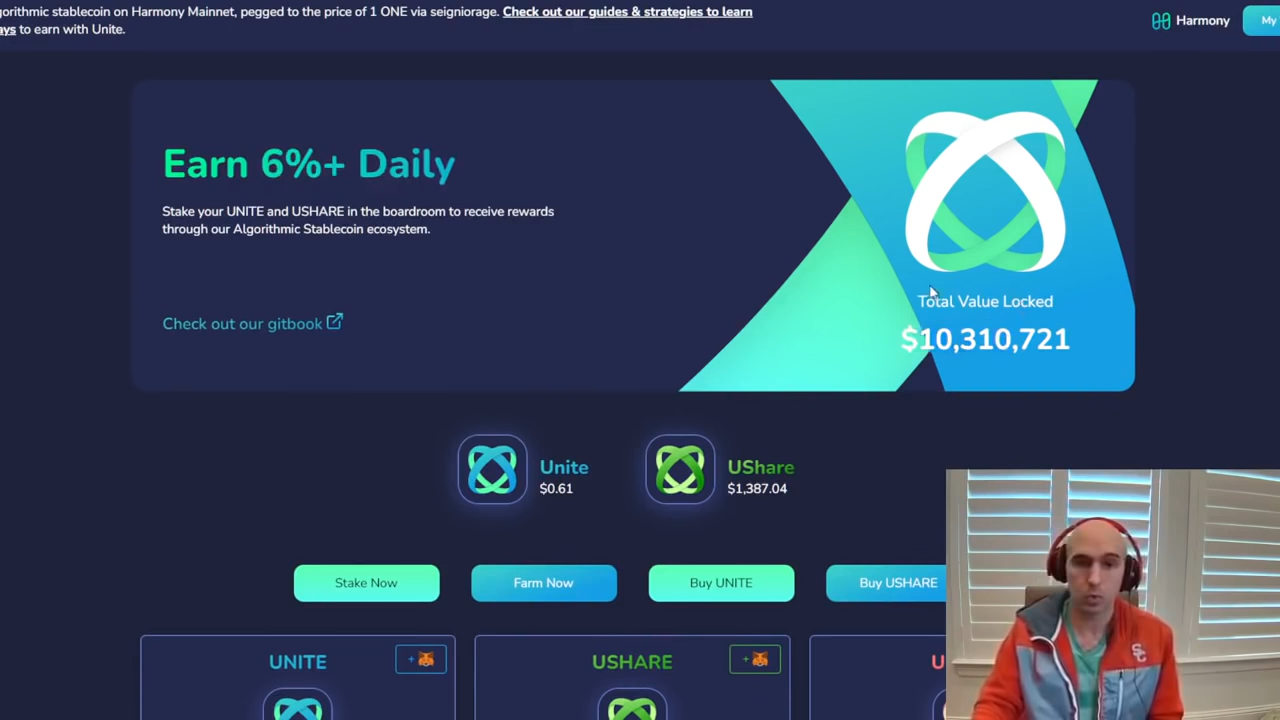 gorithmic stablecoin on Harmony Mainnet, pegged to the price of 1 ONE via seigniorage. Check out our guides & strategies to learn
ays to earn with Unite.
Harmony
My
Earn 6%+ Daily
Stake your UNITE and USHARE in the boardroom to receive rewards
through our Algorithmic Stablecoin ecosystem.
Check out our gitbook
Total Value Locked
$10,310,721
Unite
$0.61
UShare
$1,387.04
Stake Now
Farm Now
Buy UNITE
Buy USHARE
UNITE
+
USHARE
+
U
SC